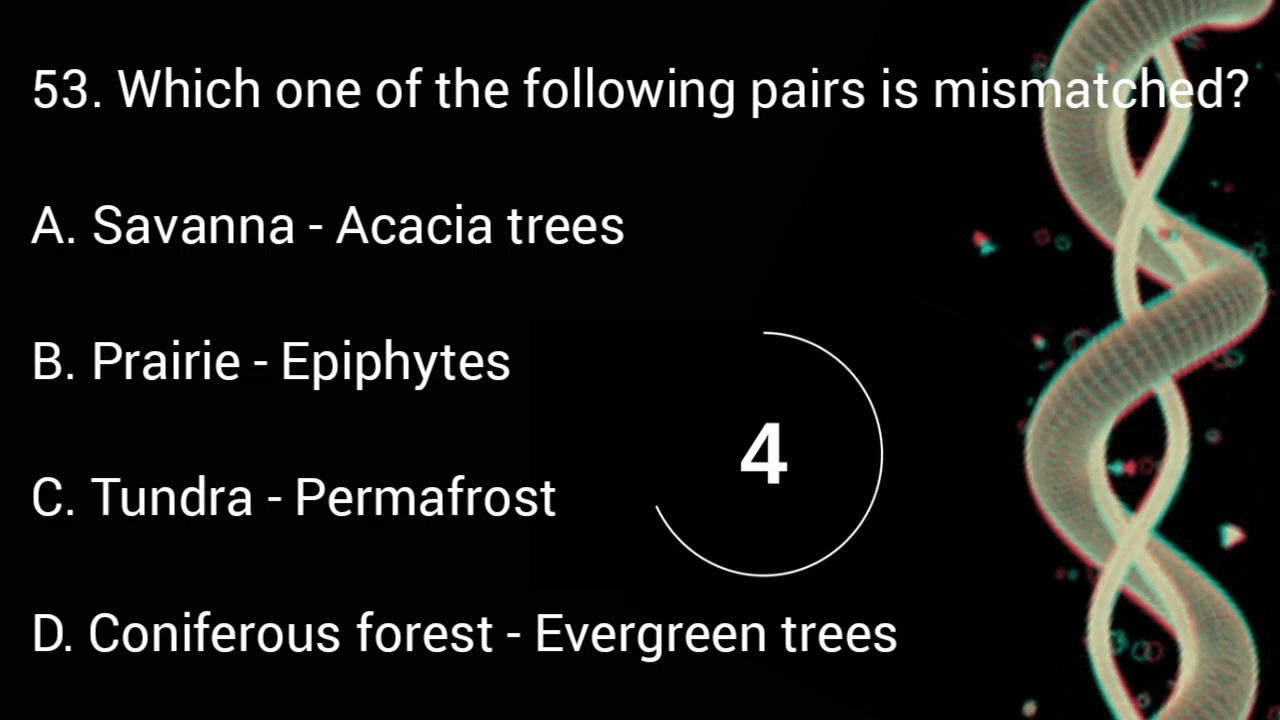 53. Which one of the following pairs is mismatched?
A. Savanna - Acacia trees
B. Prairie - Epiphytes
4
C. Tundra - Permafrost
D. Coniferous forest - Evergreen trees